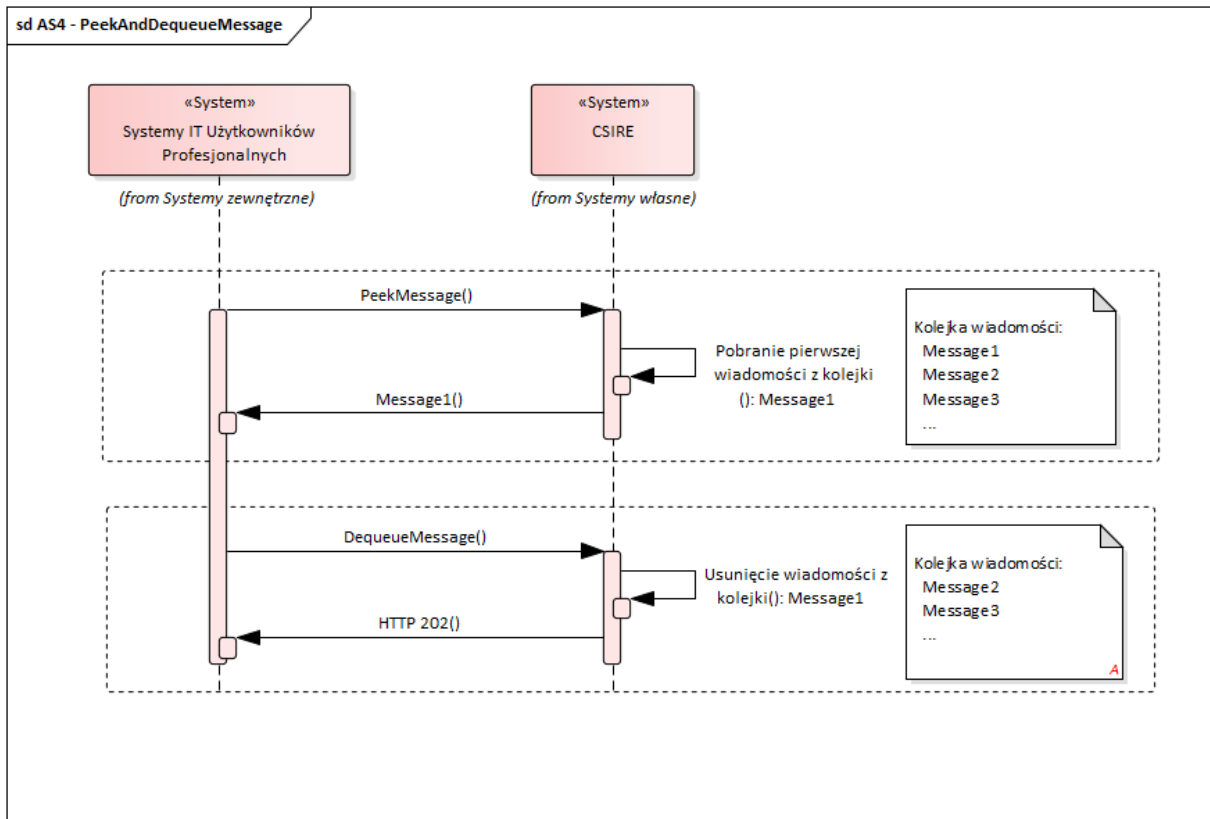 sd AS4 - PeekAndDequeueMessage
«System»
Systemy IT Użytkowników
Profesjonalnych
(from Systemy zewnętrzne)
«System»
CSIRE
(from Systemy własne)
PeekMessage()
Pobranie pierwszej
wiadomości z kolejki
(): Message1
Message1()
Kolejka wiadomości:
Message1
Message2
Message3
...
DequeueMessage()
Usunięcie wiadomości z
kolejki(): Message1
HTTP 202()
Kolejka wiadomości:
Message2
Message3
...
A